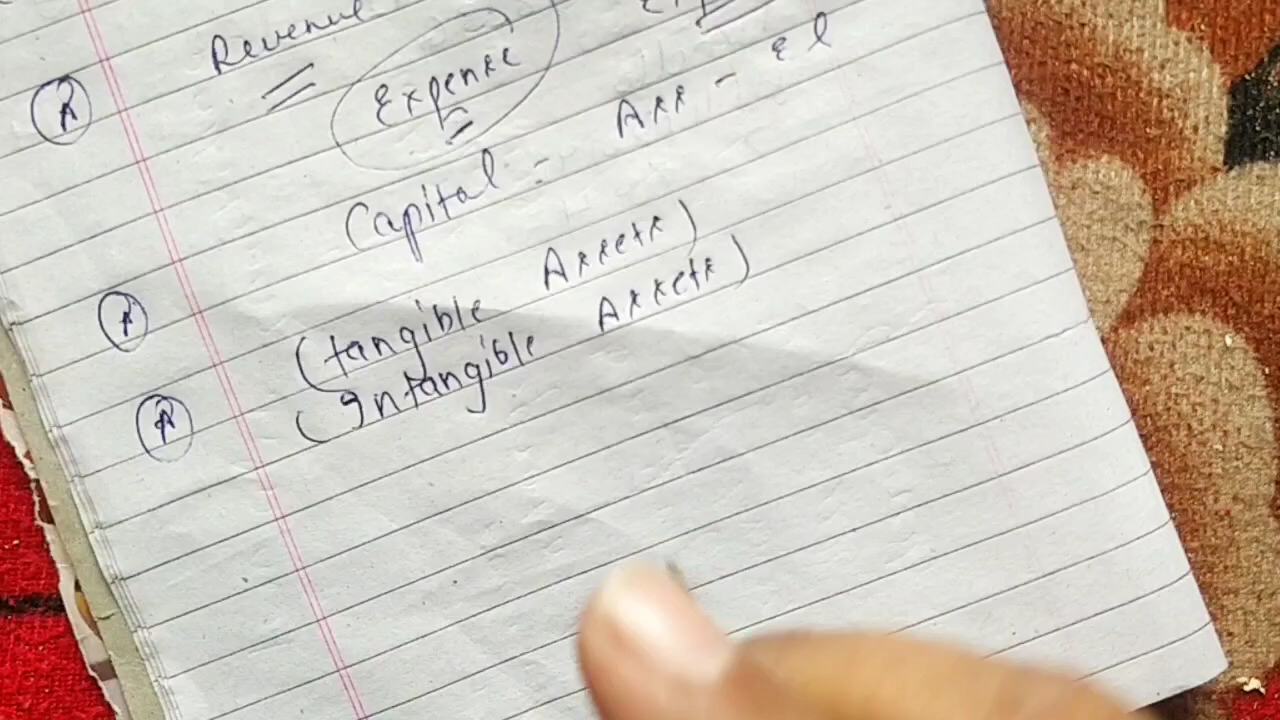 Revenue
Expense
Capital = Ass - el
(tangible Assets)
(Intangible Assets)